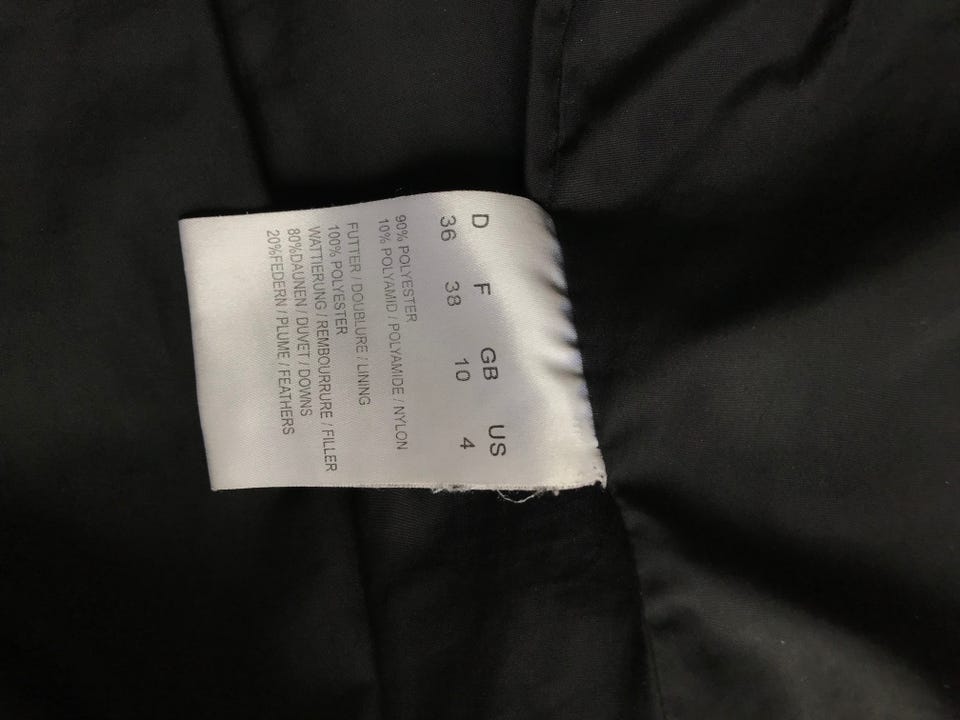 D F GB US
36 38 10 4
90% POLYESTER
10% POLYAMID / POLYAMIDE / NYLON
FUTTER / DOUBLURE / LINING
100% POLYESTER
WATTIERUNG / REMBOURRURE / FILLER
80%DAUNEN / DUVET / DOWNS
20%FEDERN / PLUME / FEATHERS